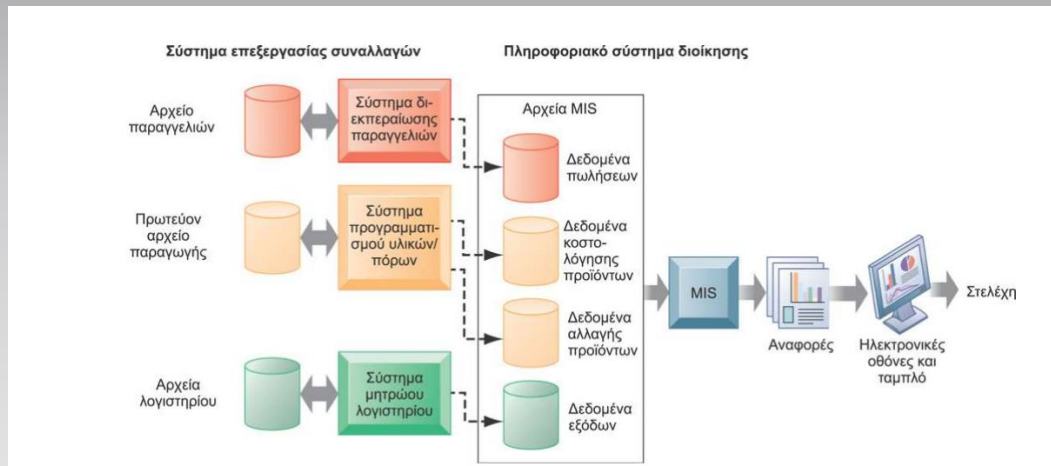 Σύστημα επεξεργασίας συναλλαγών
Πληροφοριακό σύστημα διοίκησης
Αρχείο
παραγγελιών
Σύστημα δι-
εκπεραίωσης
παραγγελιών
Αρχεία MIS
Δεδομένα
πωλήσεων
Πρωτεύον
αρχείο
παραγωγής
Σύστημα
προγραμματι-
σμού υλικών/
πόρων
Δεδομένα
κοστο-
λόγησης
προϊόντων
Δεδομένα
αλλαγής
προϊόντων
Αρχεία
λογιστηρίου
Σύστημα
μητρώου
λογιστηρίου
Δεδομένα
εξόδων
MIS
Αναφορές
Ηλεκτρονικές
οθόνες και
ταμπλό
Στελέχη